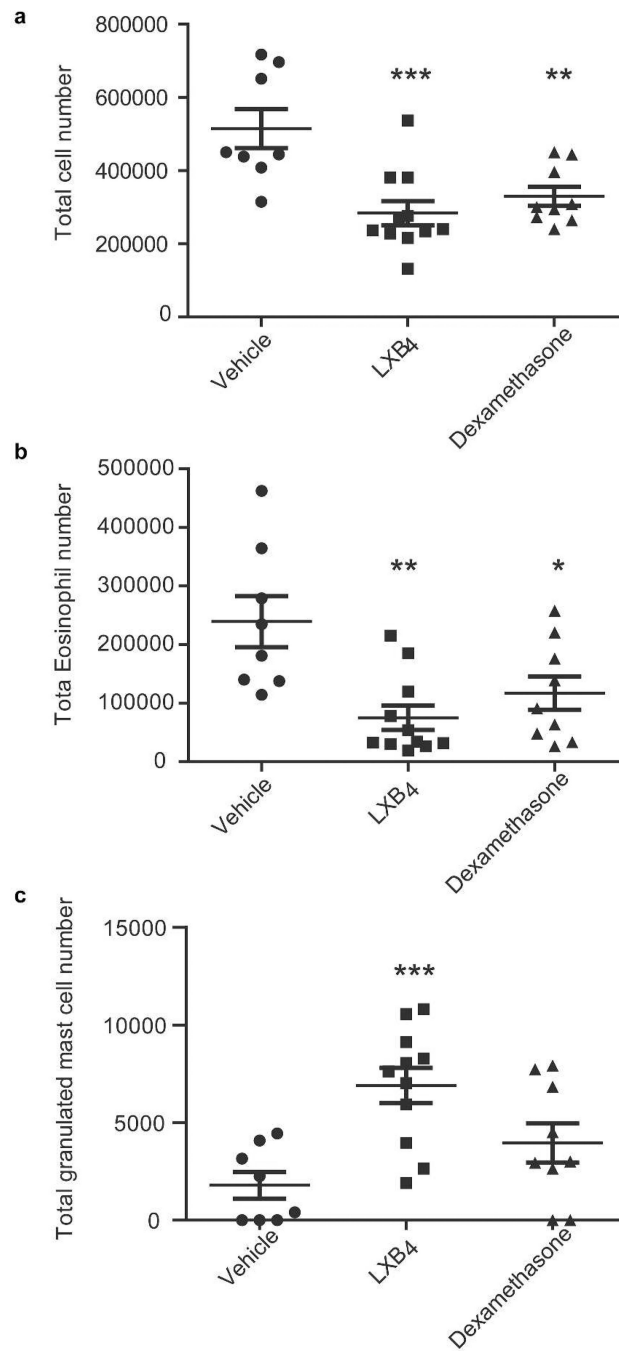 a
Total cell number
800000
600000
400000
200000
0
***
**
Vehicle
LXB4
Dexamethasone
b
Tota Eosinophil number
500000
400000
300000
200000
100000
0
**
*
Vehicle
LXB4
Dexamethasone
c
Total granulated mast cell number
15000
10000
5000
0
***
Vehicle
LXB4
Dexamethasone